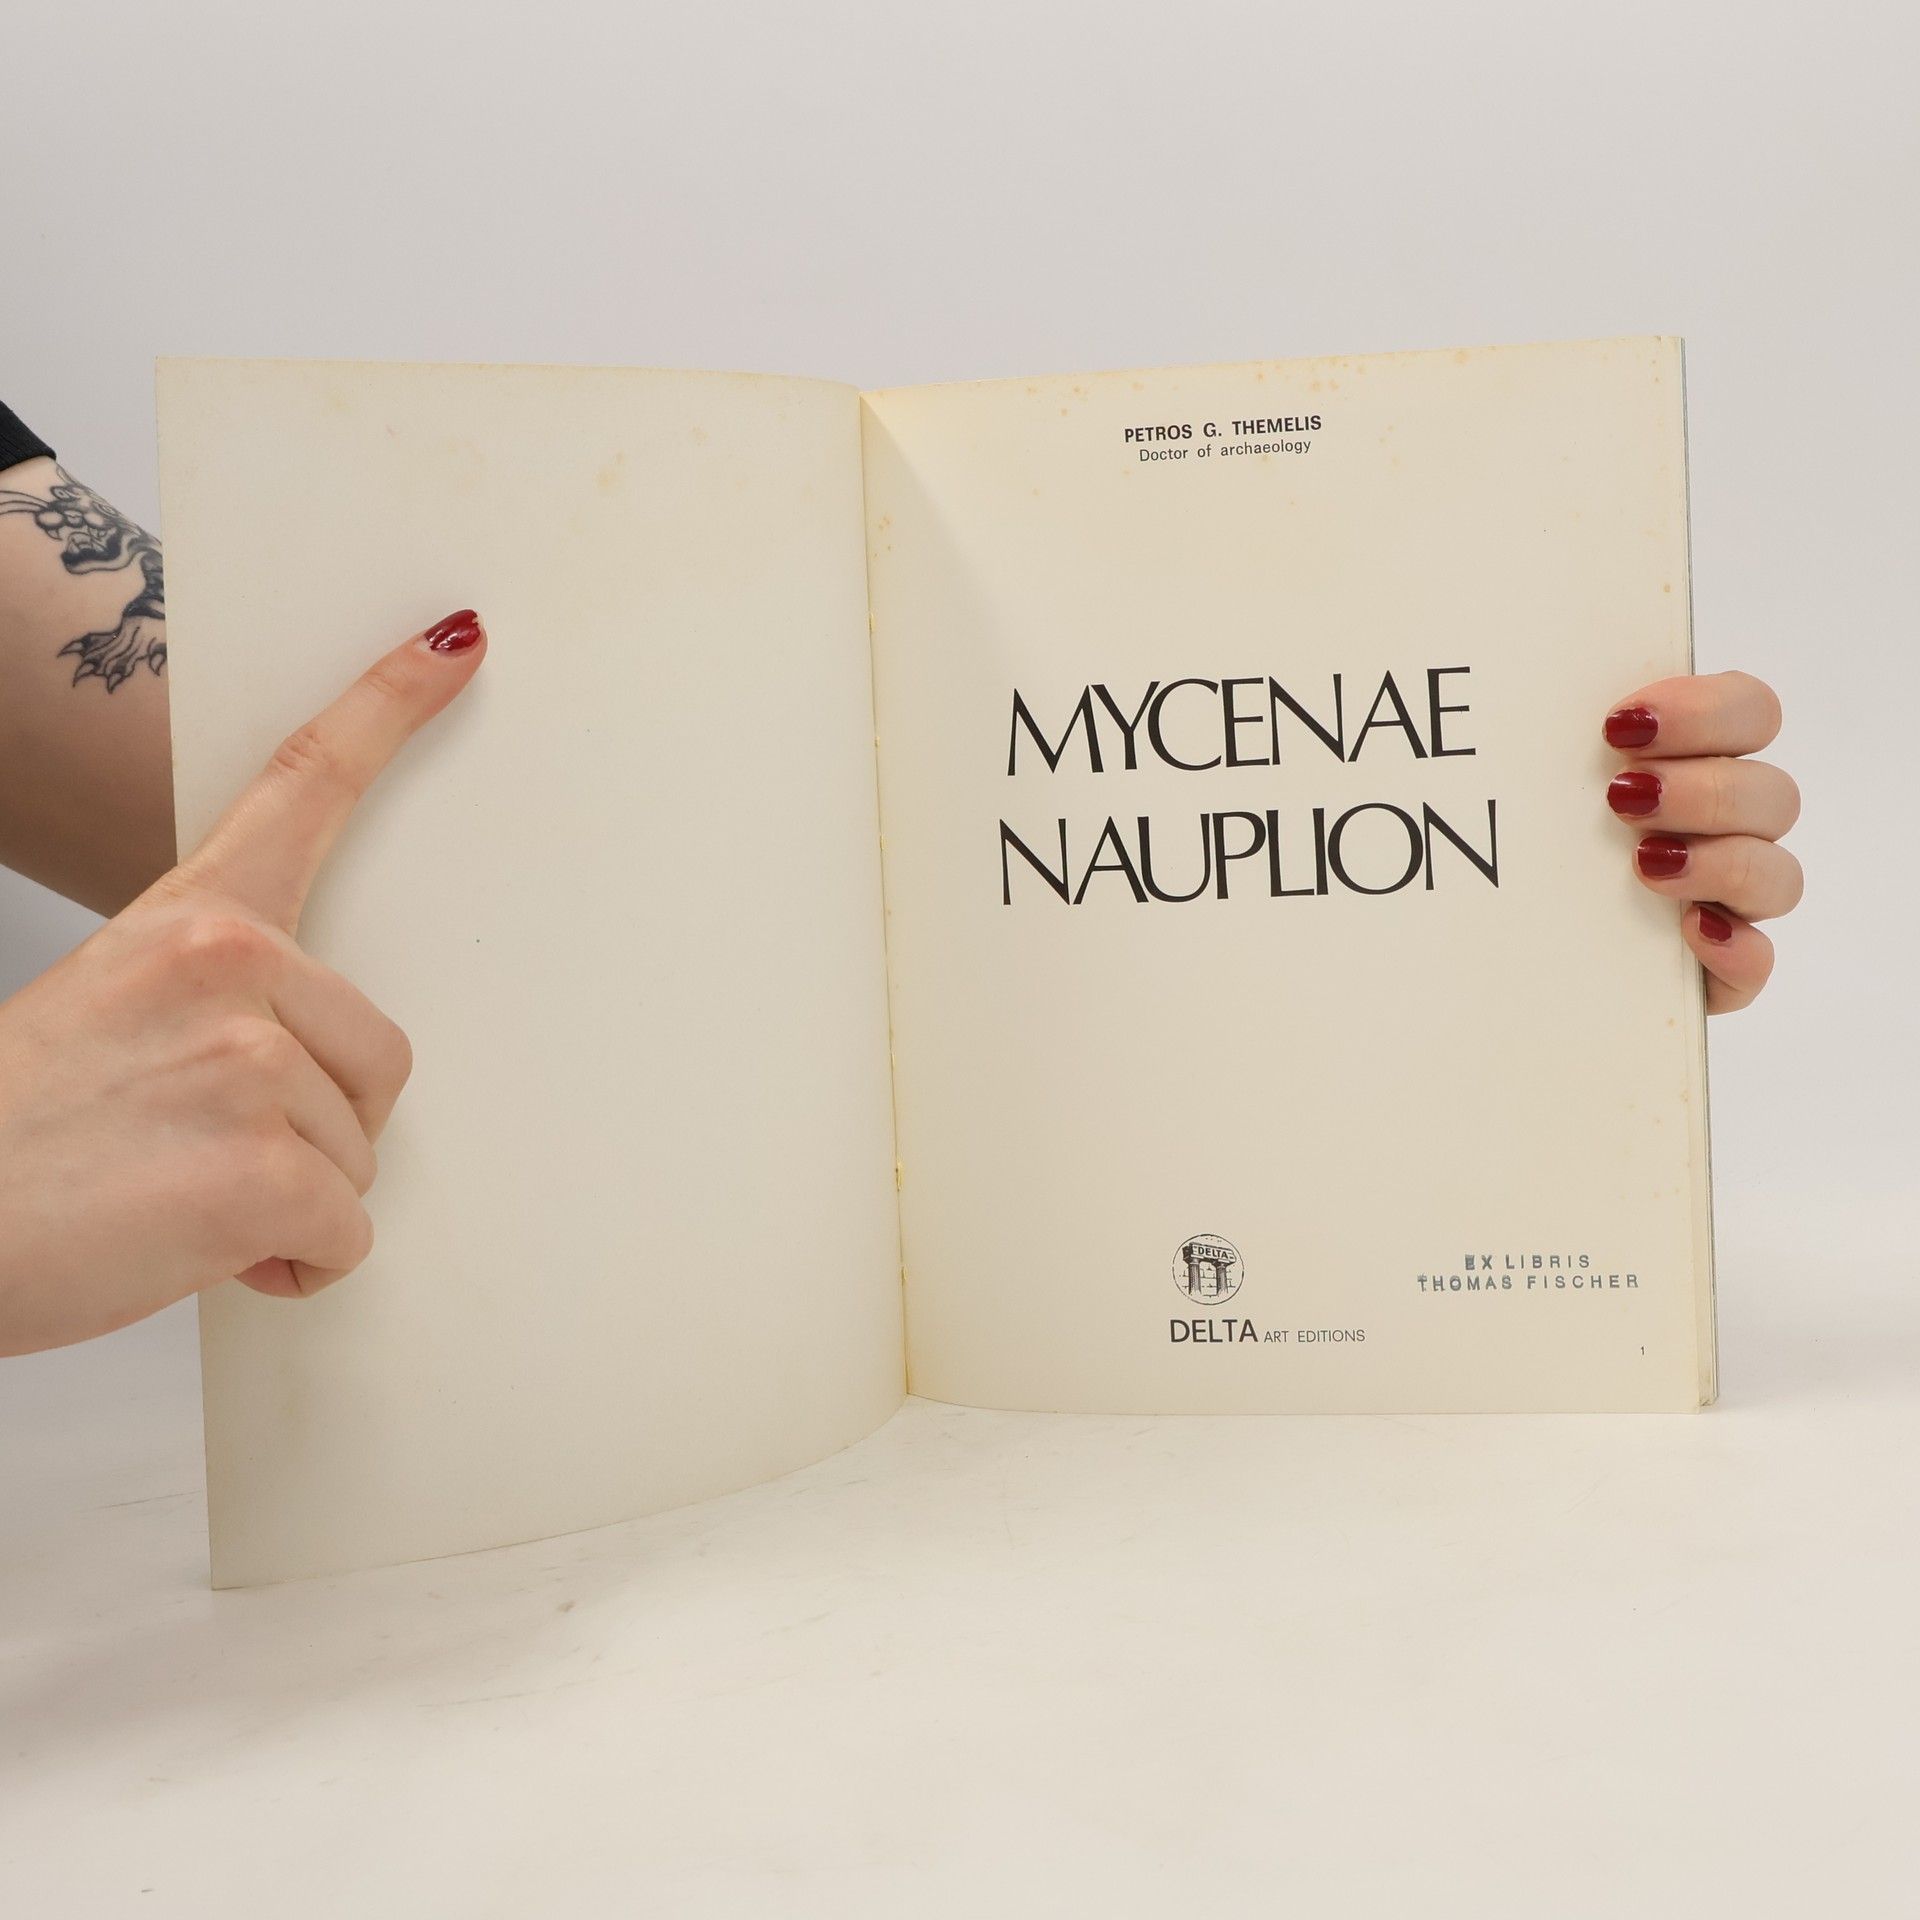 PETROS G. THEMELIS
Doctor of archaeology
MYCENAE
NAUPLION
DELTA
DELTA ART EDITIONS
EX LIBRIS
THOMAS FISCHER
1